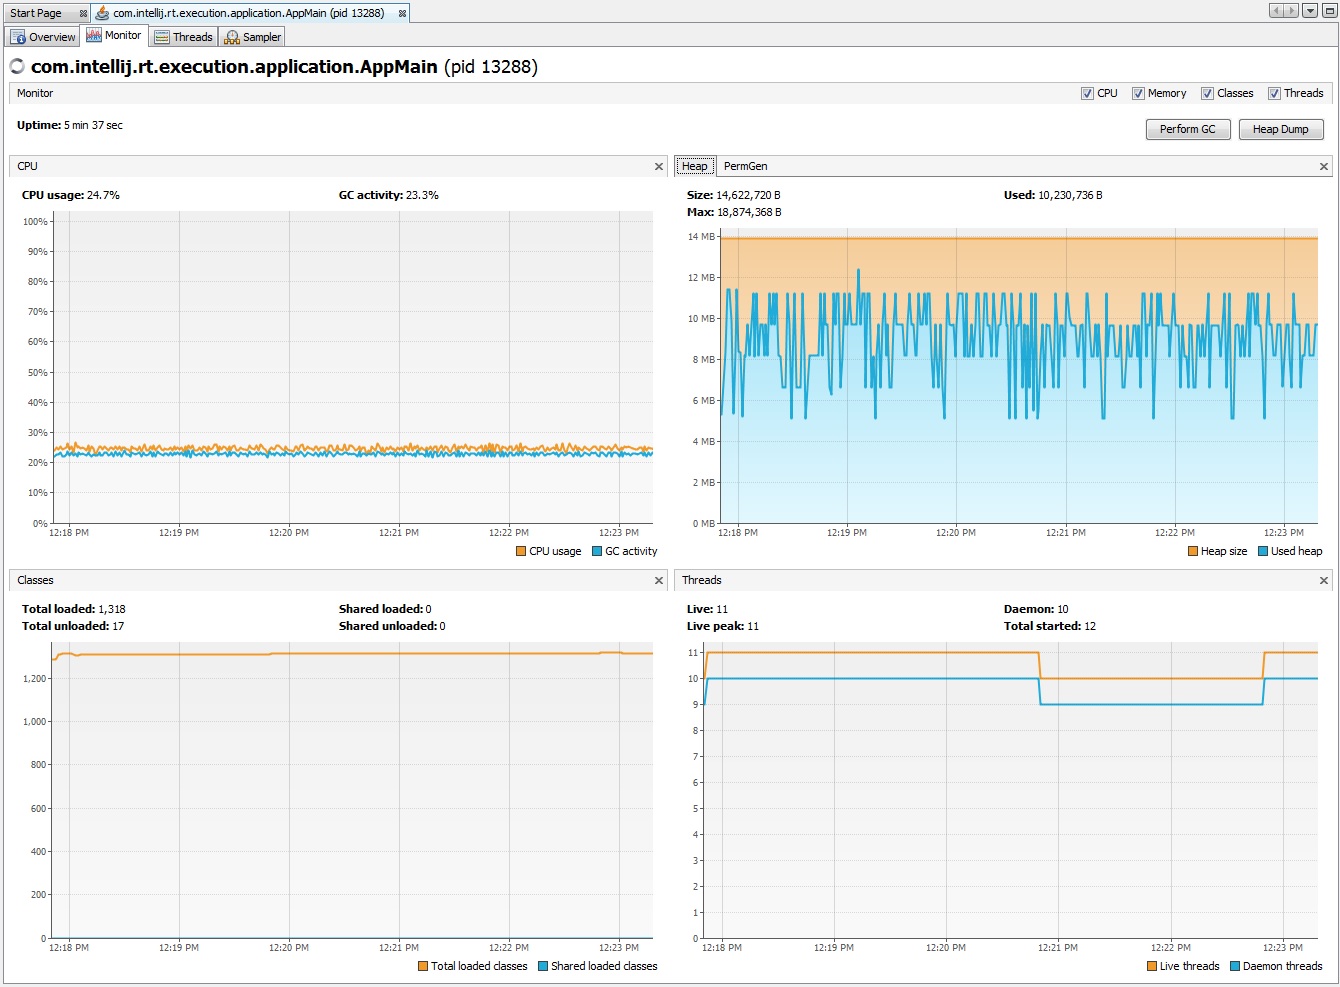 Start Page
com.intellij.rt.execution.application.AppMain (pid 13288)
Overview
Monitor
Threads
Sampler
com.intellij.rt.execution.application.AppMain (pid 13288)
Monitor
CPU
Memory
Classes
Threads
Uptime: 5 min 37 sec
Perform GC
Heap Dump
CPU
CPU usage: 24.7%
GC activity: 23.3%
100%
90%
80%
70%
60%
50%
40%
30%
20%
10%
0%
12:18 PM
12:19 PM
12:20 PM
12:21 PM
12:22 PM
12:23 PM
CPU usage
GC activity
Heap
PermGen
Size: 14,622,720 B
Used: 10,230,736 B
Max: 18,874,368 B
14 MB
12 MB
10 MB
8 MB
6 MB
4 MB
2 MB
0 MB
12:18 PM
12:19 PM
12:20 PM
12:21 PM
12:22 PM
12:23 PM
Heap size
Used heap
Classes
Total loaded: 1,318
Shared loaded: 0
Total unloaded: 17
Shared unloaded: 0
1,200
1,000
800
600
400
200
0
12:18 PM
12:19 PM
12:20 PM
12:21 PM
12:22 PM
12:23 PM
Total loaded classes
Shared loaded classes
Threads
Live: 11
Daemon: 10
Live peak: 11
Total started: 12
11
10
9
8
7
6
5
4
3
2
1
0
12:18 PM
12:19 PM
12:20 PM
12:21 PM
12:22 PM
12:23 PM
Live threads
Daemon threads